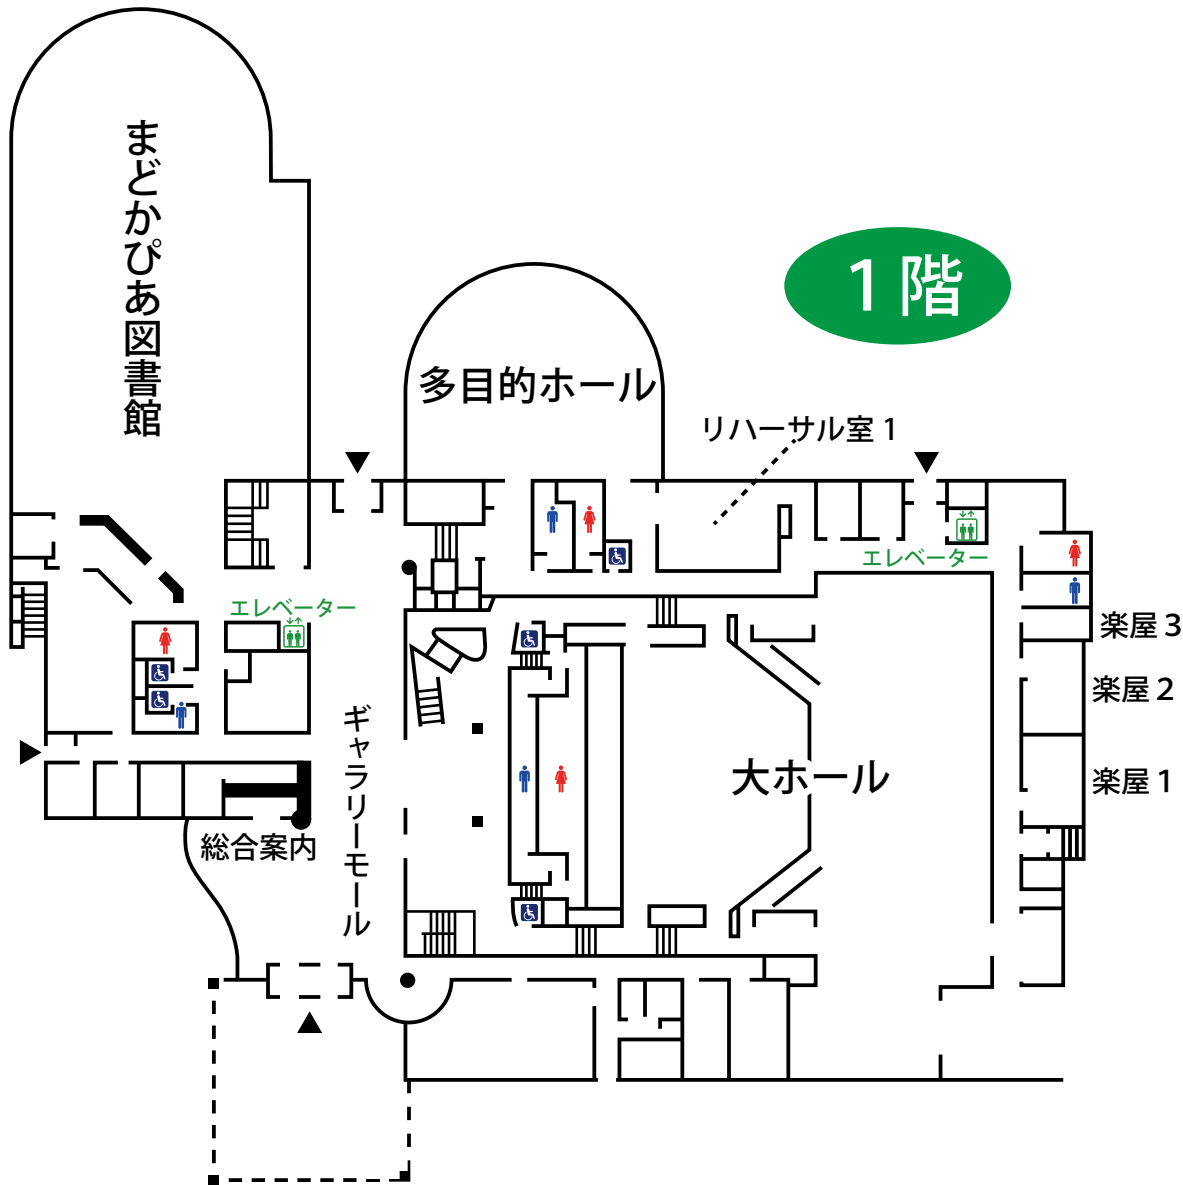 まどかぴあ図書館
1階
多目的ホール
リハーサル室1
エレベーター
エレベーター
楽屋3
楽屋2
楽屋1
ギャラリーモール
大ホール
総合案内